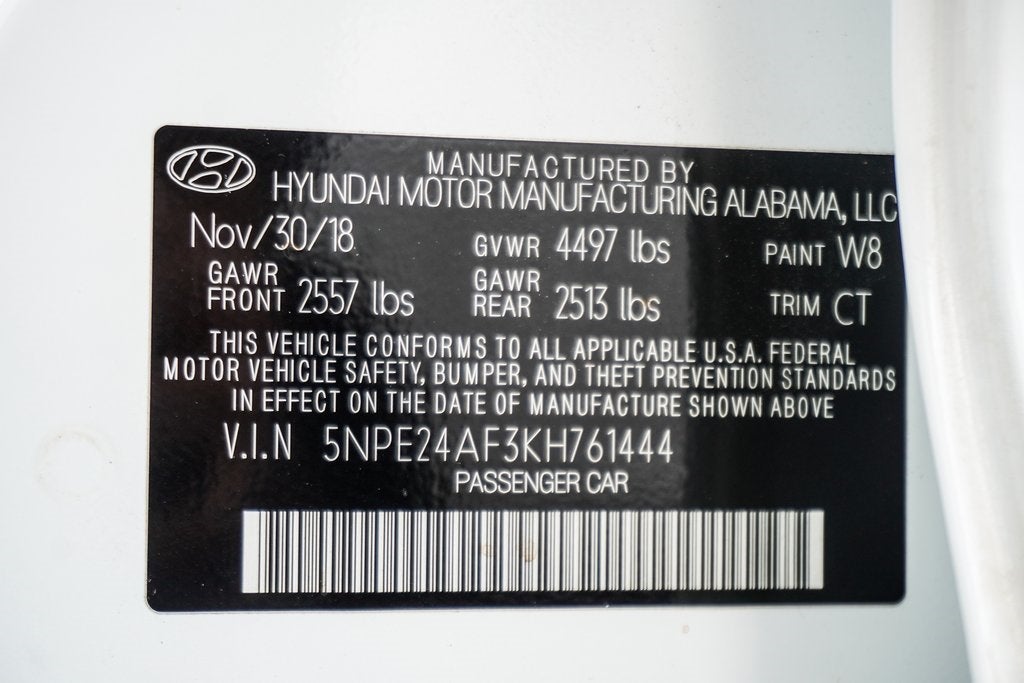 MANUFACTURED BY
HYUNDAI MOTOR MANUFACTURING ALABAMA, LLC
Nov/30/18 GVWR 4497 lbs PAINT W8
GAWR FRONT 2557 lbs GAWR REAR 2513 lbs TRIM CT
THIS VEHICLE CONFORMS TO ALL APPLICABLE U.S.A. FEDERAL
MOTOR VEHICLE SAFETY, BUMPER, AND THEFT PREVENTION STANDARDS
IN EFFECT ON THE DATE OF MANUFACTURE SHOWN ABOVE
V.I.N 5NPE24AF3KH761444
PASSENGER CAR